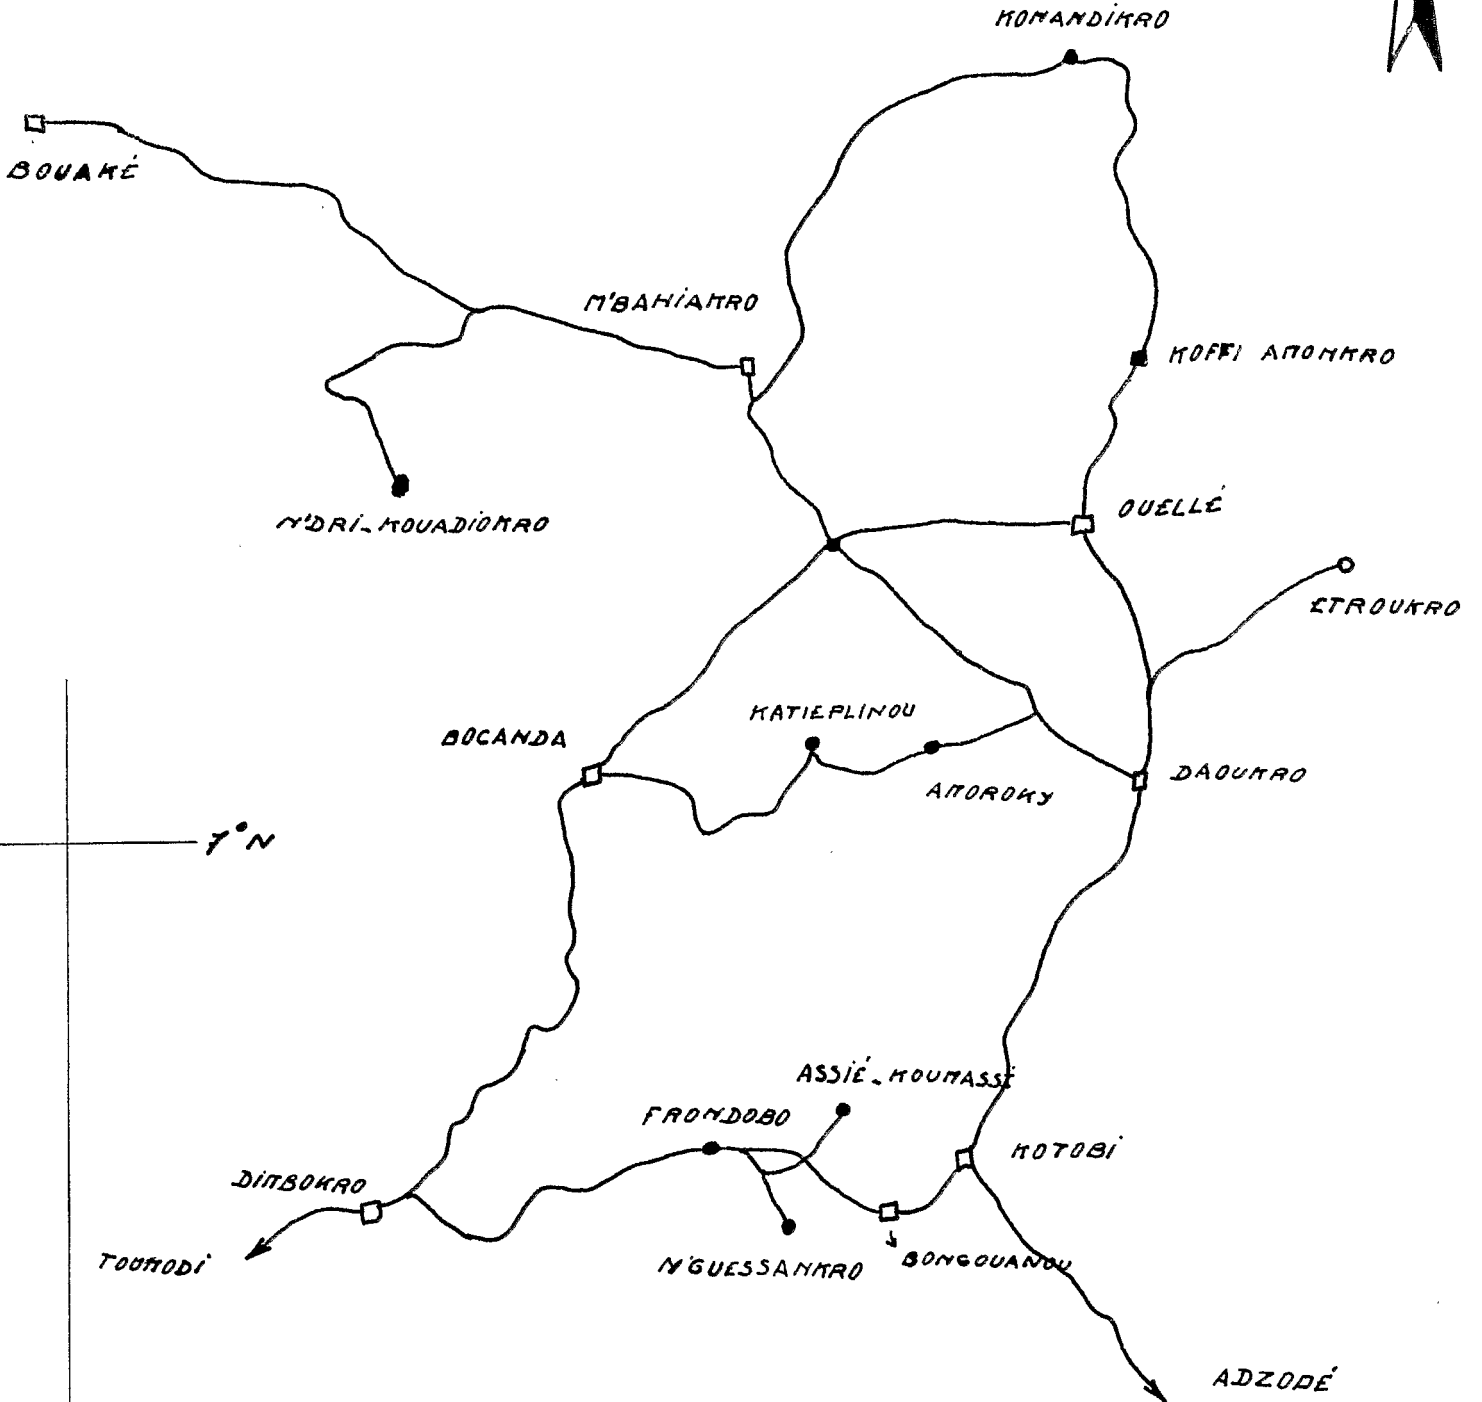 KOMANDIKRO
BOUAKÉ
M'BAHIAKRO
KOFFI AMONKRO
OUELLÉ
N'DRI-KOUADIOKRO
ETROUKRO
KATIEPLINOU
BOCANDA
DAOUKRO
AMOROKY
7°N
ASSIÉ-KOUMASSÉ
FRONDOBO
KOTOBI
DIMBOKRO
TOUMODI
N'GUESSANKRO
BONGOUANOU
ADZOPÉ